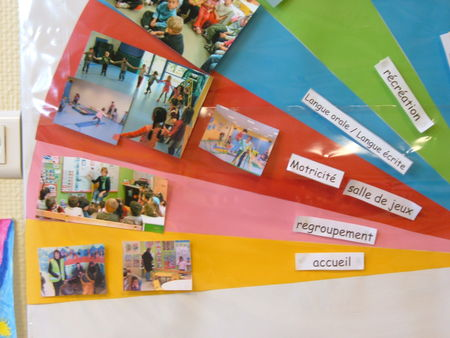 récréation
Langue orale / Langue écrite
Motricité
salle de jeux
regroupement
accueil